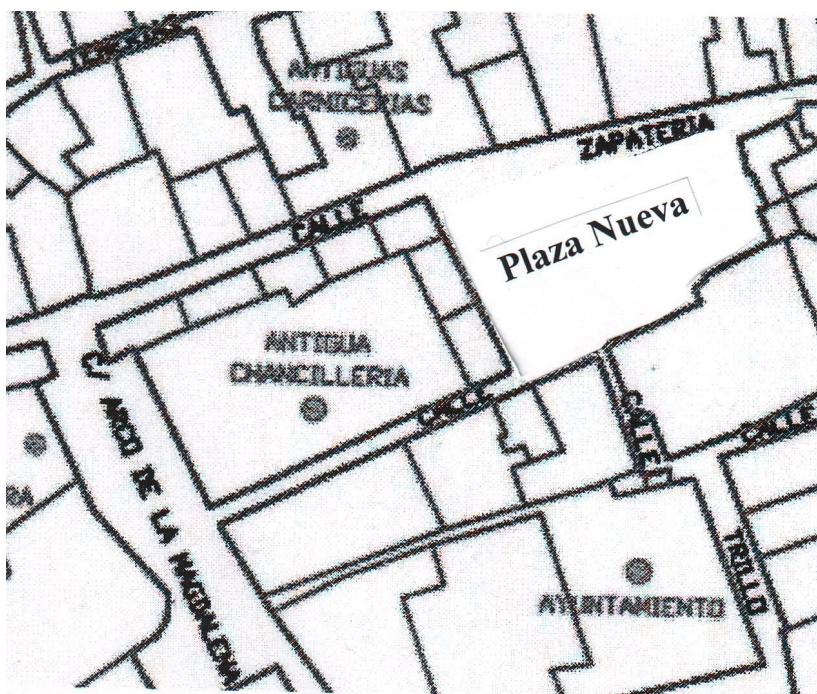 ANTIGUAS
CARNICERIAS
ZAPATERIA
CALLE
Plaza Nueva
ANTIGUA
CHANCILLERIA
C/ ARCO DE LA MAGDALENA
CALLE
CALLE
CALLE
AYUNTAMIENTO
TRILLO